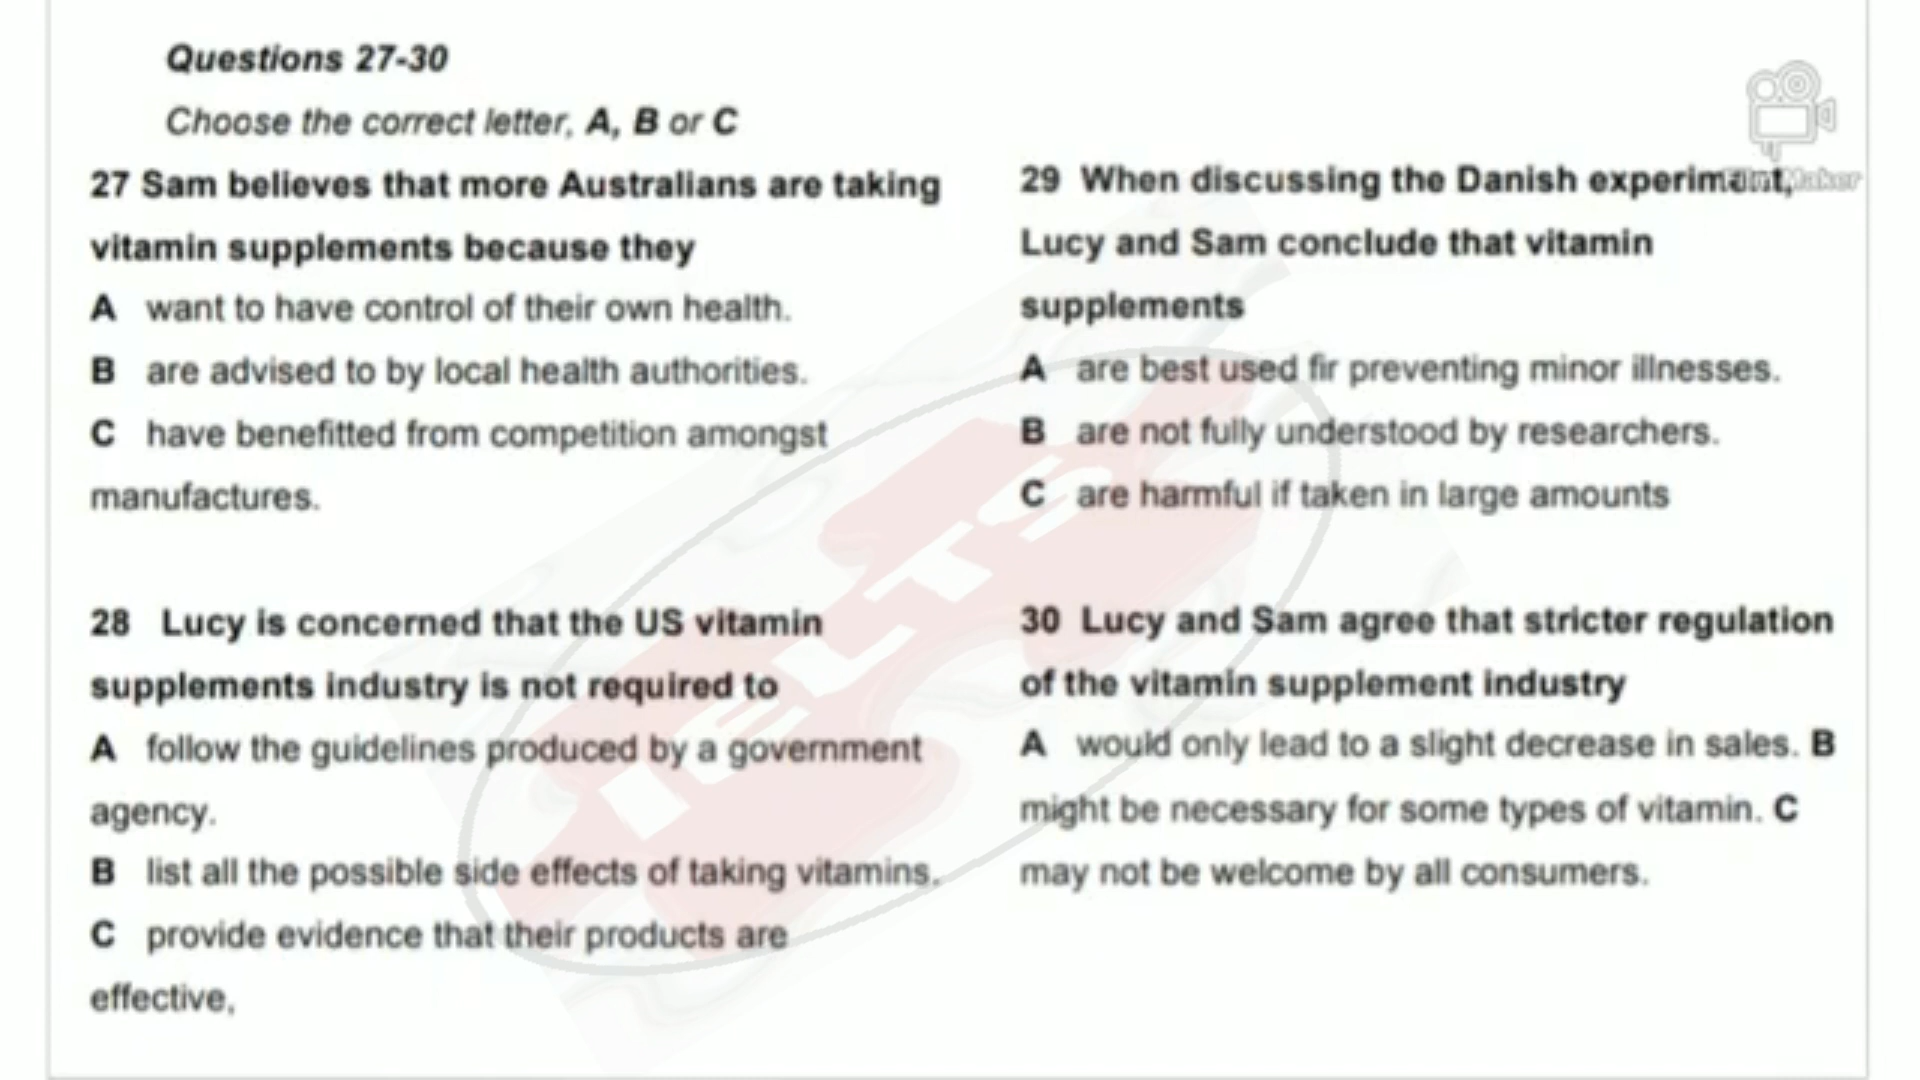 Questions 27-30
Choose the correct letter, A, B or C
27 Sam believes that more Australians are taking
vitamin supplements because they
A want to have control of their own health.
B are advised to by local health authorities.
C have benefitted from competition amongst
manufactures.
28 Lucy is concerned that the US vitamin
supplements industry is not required to
A follow the guidelines produced by a government
agency.
B list all the possible side effects of taking vitamins.
C provide evidence that their products are
effective,
29 When discussing the Danish experiment,
Lucy and Sam conclude that vitamin
supplements
A are best used fir preventing minor illnesses.
B are not fully understood by researchers.
C are harmful if taken in large amounts
30 Lucy and Sam agree that stricter regulation
of the vitamin supplement industry
A would only lead to a slight decrease in sales. B
might be necessary for some types of vitamin. C
may not be welcome by all consumers.
IELTS